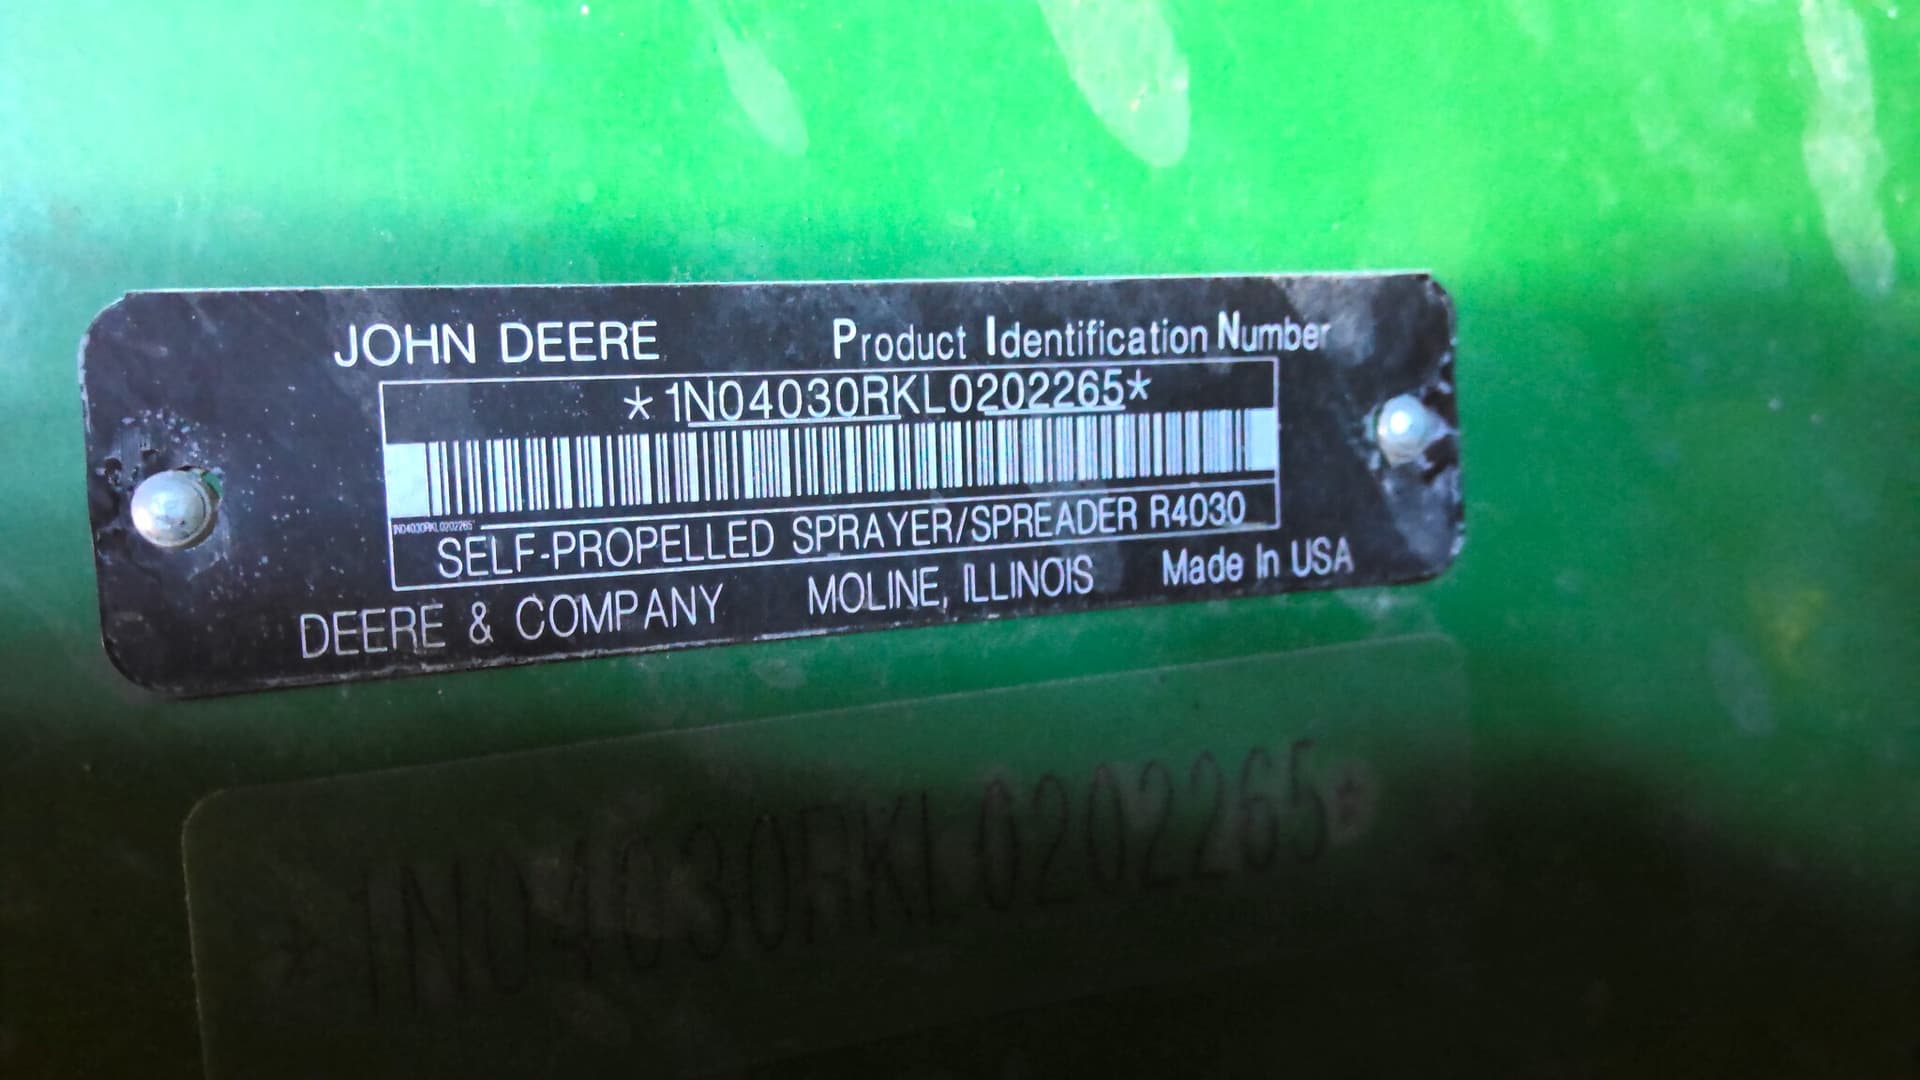 JOHN DEERE Product Identification Number
*1N04030RKL0202265*
1N04030RKL0202265*
SELF-PROPELLED SPRAYER/SPREADER R4030
DEERE & COMPANY MOLINE, ILLINOIS Made In USA
*1N04030RKL0202265*